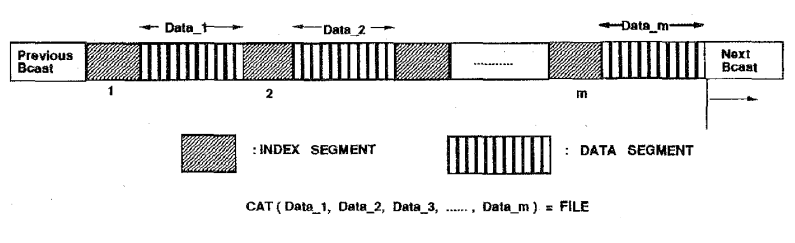 Data_1 Data_2 Data_m
Previous Bcast ........... Next Bcast
1 2 m
: INDEX SEGMENT : DATA SEGMENT
CAT ( Data_1, Data_2, Data_3, ...... , Data_m ) = FILE